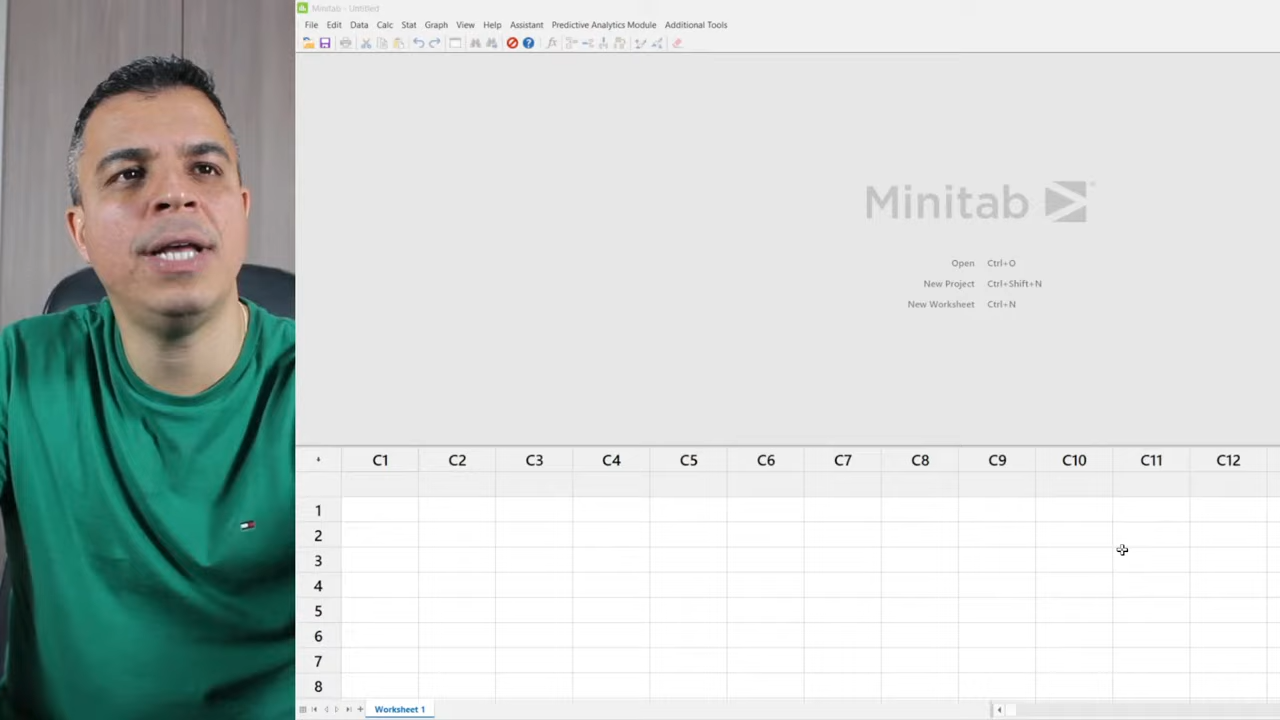 Minitab - Untitled
File Edit Data Calc Stat Graph View Help Assistant Predictive Analytics Module Additional Tools
Minitab
Open Ctrl+O
New Project Ctrl+Shift+N
New Worksheet Ctrl+N
C1 C2 C3 C4 C5 C6 C7 C8 C9 C10 C11 C12
1
2
3
4
5
6
7
8
Worksheet 1